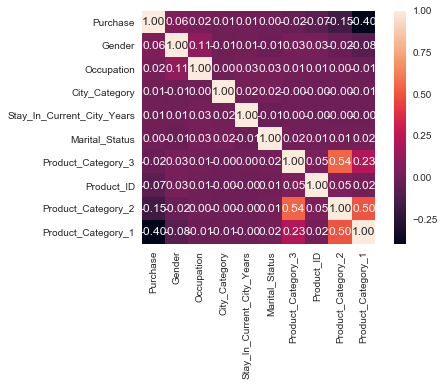 Purchase 1.00 0.06 0.02 0.01 0.01 0.00 -0.02 -0.07 -0.15 -0.40
Gender 0.06 1.00 0.11 -0.01 -0.01 -0.01 0.03 0.03 -0.02 -0.08
Occupation 0.02 0.11 1.00 0.03 0.03 0.01 0.01 0.00 -0.01
City_Category 0.01 -0.01 1.00 0.02 0.02 -0.00 -0.00 -0.00 -0.01
Stay_In_Current_City_Years 0.01 -0.01 0.03 0.02 1.00 -0.01 -0.00 -0.00 -0.00 -0.00
Marital_Status 0.00 -0.01 0.03 0.02 -0.01 1.00 0.02 0.01 0.01 0.02
Product_Category_3 -0.02 0.03 0.01 -0.00 -0.00 0.02 1.00 0.05 0.54 0.23
Product_ID -0.07 0.03 0.01 -0.00 -0.00 0.01 0.05 1.00 0.05 0.02
Product_Category_2 -0.15 -0.02 0.00 -0.00 -0.00 0.01 0.54 0.05 1.00 0.50
Product_Category_1 -0.40 -0.08 -0.01 -0.01 -0.00 0.02 0.23 0.02 0.50 1.00
Purchase
Gender
Occupation
City_Category
Stay_In_Current_City_Years
Marital_Status
Product_Category_3
Product_ID
Product_Category_2
Product_Category_1
1.00
0.75
0.50
0.25
0.00
−0.25